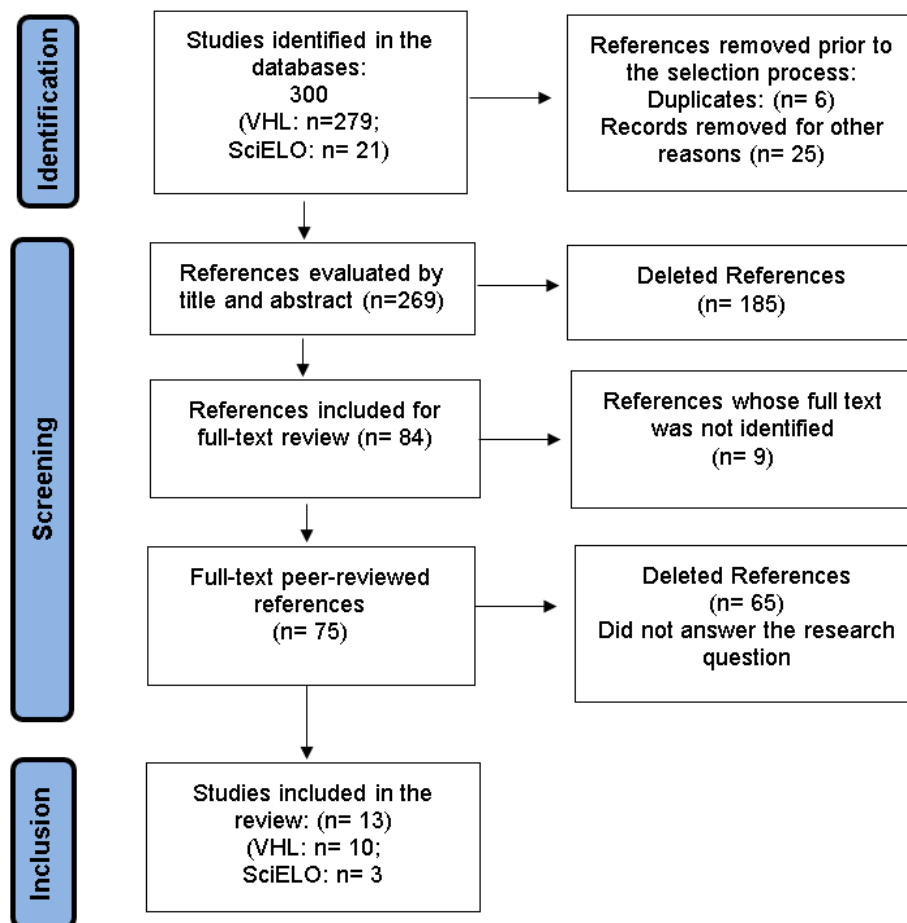 Identification
Studies identified in the
databases:
300
(VHL: n=279;
SciELO: n= 21)
References removed prior to
the selection process:
Duplicates: (n= 6)
Records removed for other
reasons (n= 25)
Screening
References evaluated by
title and abstract (n=269)
Deleted References
(n= 185)
References included for
full-text review (n= 84)
References whose full text
was not identified
(n= 9)
Full-text peer-reviewed
references
(n= 75)
Deleted References
(n= 65)
Did not answer the research
question
Inclusion
Studies included in the
review: (n= 13)
(VHL: n= 10;
SciELO: n= 3